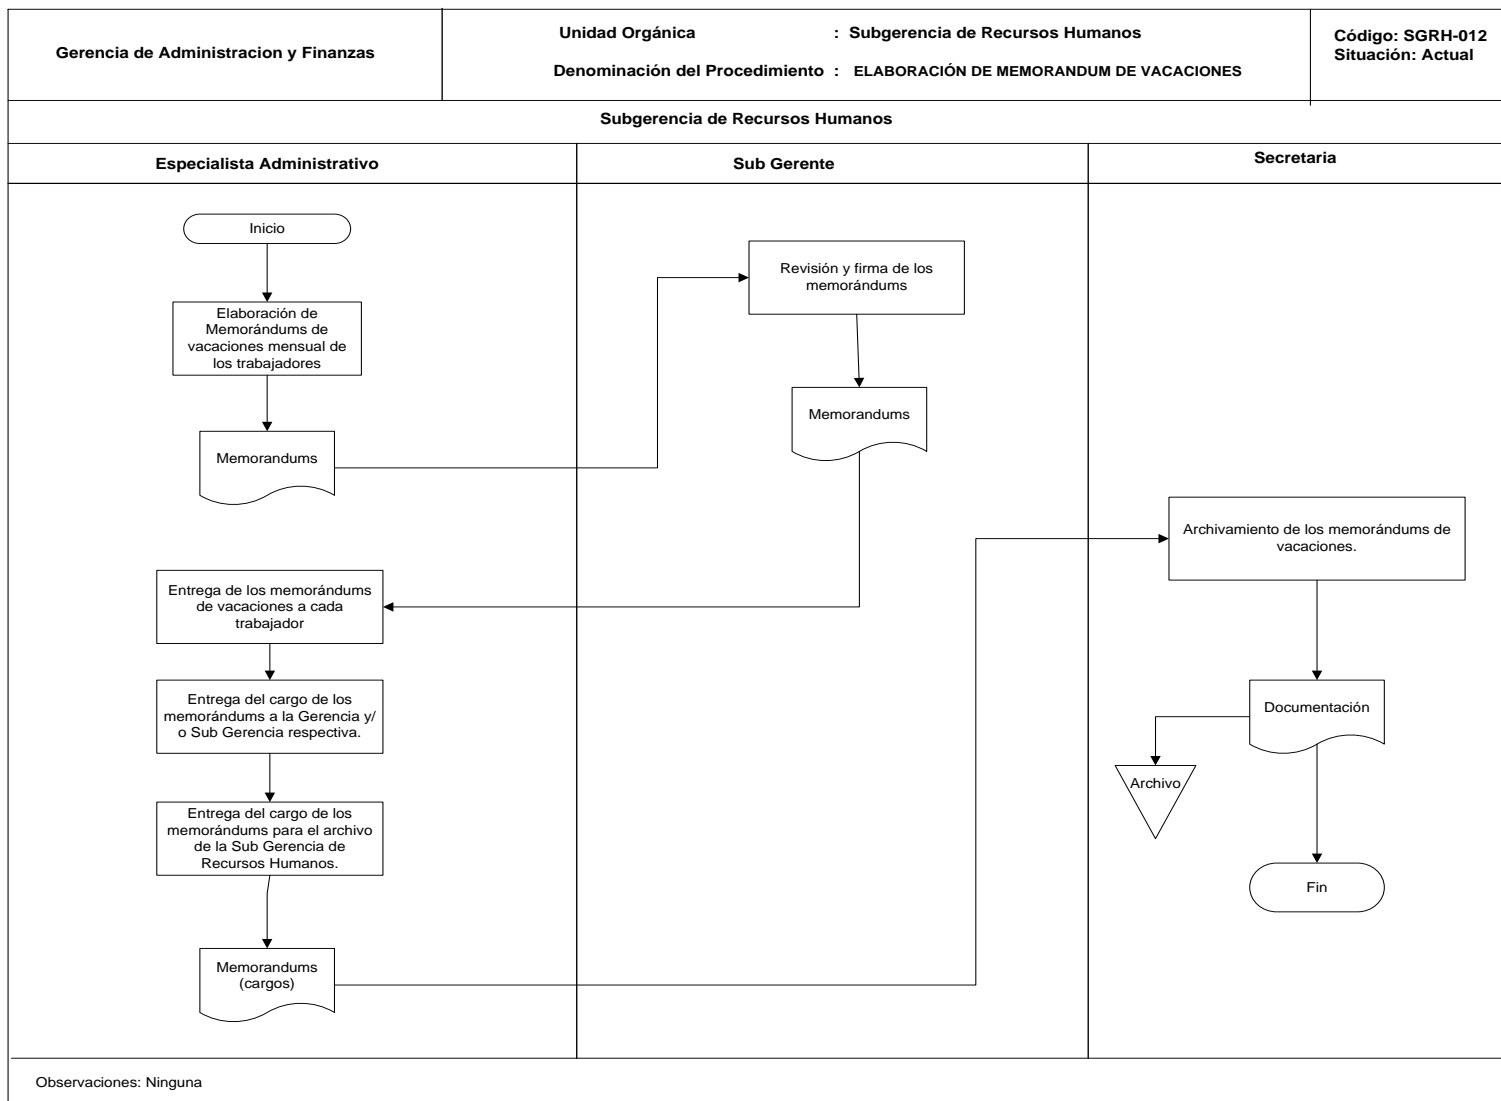 Gerencia de Administracion y Finanzas
Unidad Orgánica : Subgerencia de Recursos Humanos
Denominación del Procedimiento : ELABORACIÓN DE MEMORANDUM DE VACACIONES
Código: SGRH-012
Situación: Actual
Subgerencia de Recursos Humanos
Especialista Administrativo
Sub Gerente
Secretaria
Inicio
Elaboración de
Memorándums de
vacaciones mensual de
los trabajadores
Memorandums
Revisión y firma de los
memorándums
Memorandums
Entrega de los memorándums
de vacaciones a cada
trabajador
Entrega del cargo de los
memorándums a la Gerencia y/
o Sub Gerencia respectiva.
Entrega del cargo de los
memorándums para el archivo
de la Sub Gerencia de
Recursos Humanos.
Memorandums
(cargos)
Archivamiento de los memorándums de
vacaciones.
Documentación
Archivo
Fin
Observaciones: Ninguna